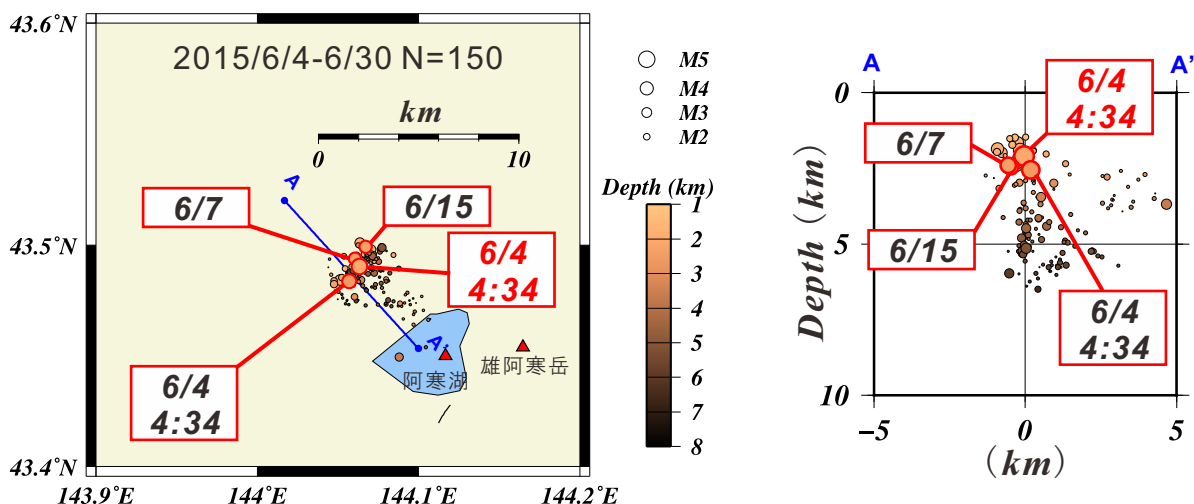 43.6˚N
2015/6/4-6/30 N=150
km
0
10
A
6/7
6/15
43.5˚N
6/4
4:34
6/4
4:34
A'
阿寒湖
雄阿寒岳
43.4˚N
143.9˚E
144˚E
144.1˚E
144.2˚E
M5
M4
M3
M2
Depth (km)
1
2
3
4
5
6
7
8
A
A'
0
6/4
4:34
6/7
Depth (km)
5
6/15
6/4
4:34
10
−5
0
5
(km)